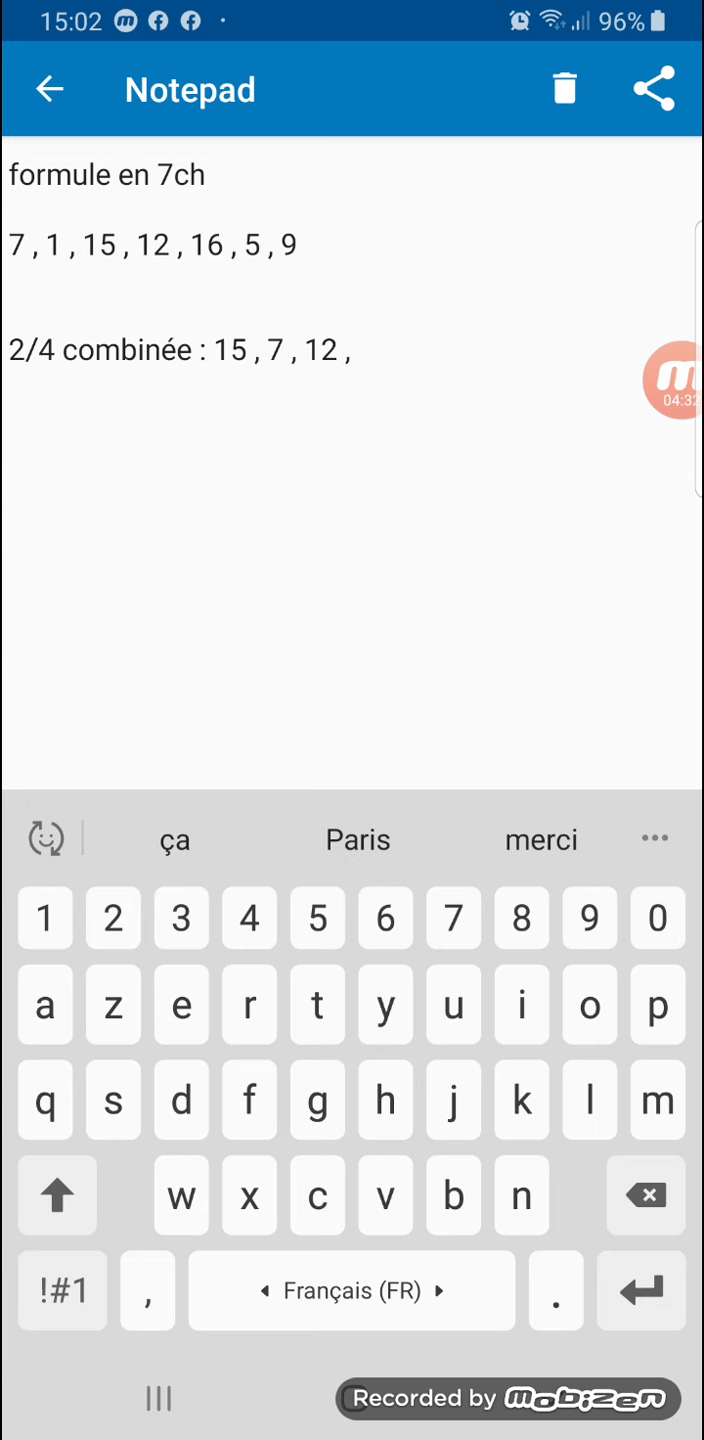 15:02 96%
Notepad
formule en 7ch
7 , 1 , 15 , 12 , 16 , 5 , 9
2/4 combinée : 15 , 7 , 12 ,
04:32
ça Paris merci
1 2 3 4 5 6 7 8 9 0
a z e r t y u i o p
q s d f g h j k l m
w x c v b n
!#1 , Français (FR) .
Recorded by mobizen